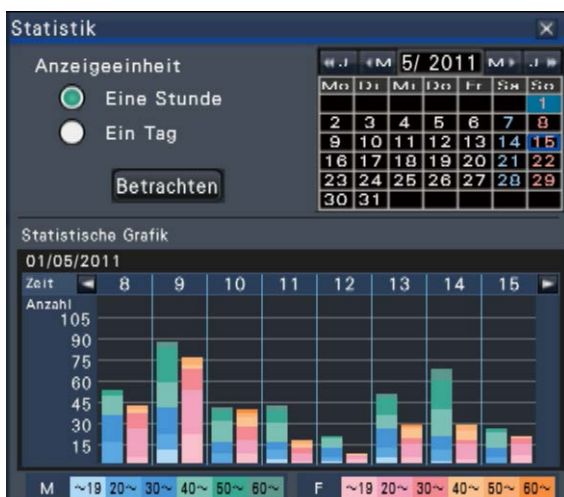 Statistik
Anzeigeeinheit
Eine Stunde
Ein Tag
Betrachten
J M 5/ 2011 M J
Mo Di Mi Do Fr Sa So
1
2 3 4 5 6 7 8
9 10 11 12 13 14 15
16 17 18 19 20 21 22
23 24 25 26 27 28 29
30 31
Statistische Grafik
01/05/2011
Zeit 8 9 10 11 12 13 14 15
Anzahl
105
90
75
60
45
30
15
M ~19 20~ 30~ 40~ 50~ 60~ F ~19 20~ 30~ 40~ 50~ 60~